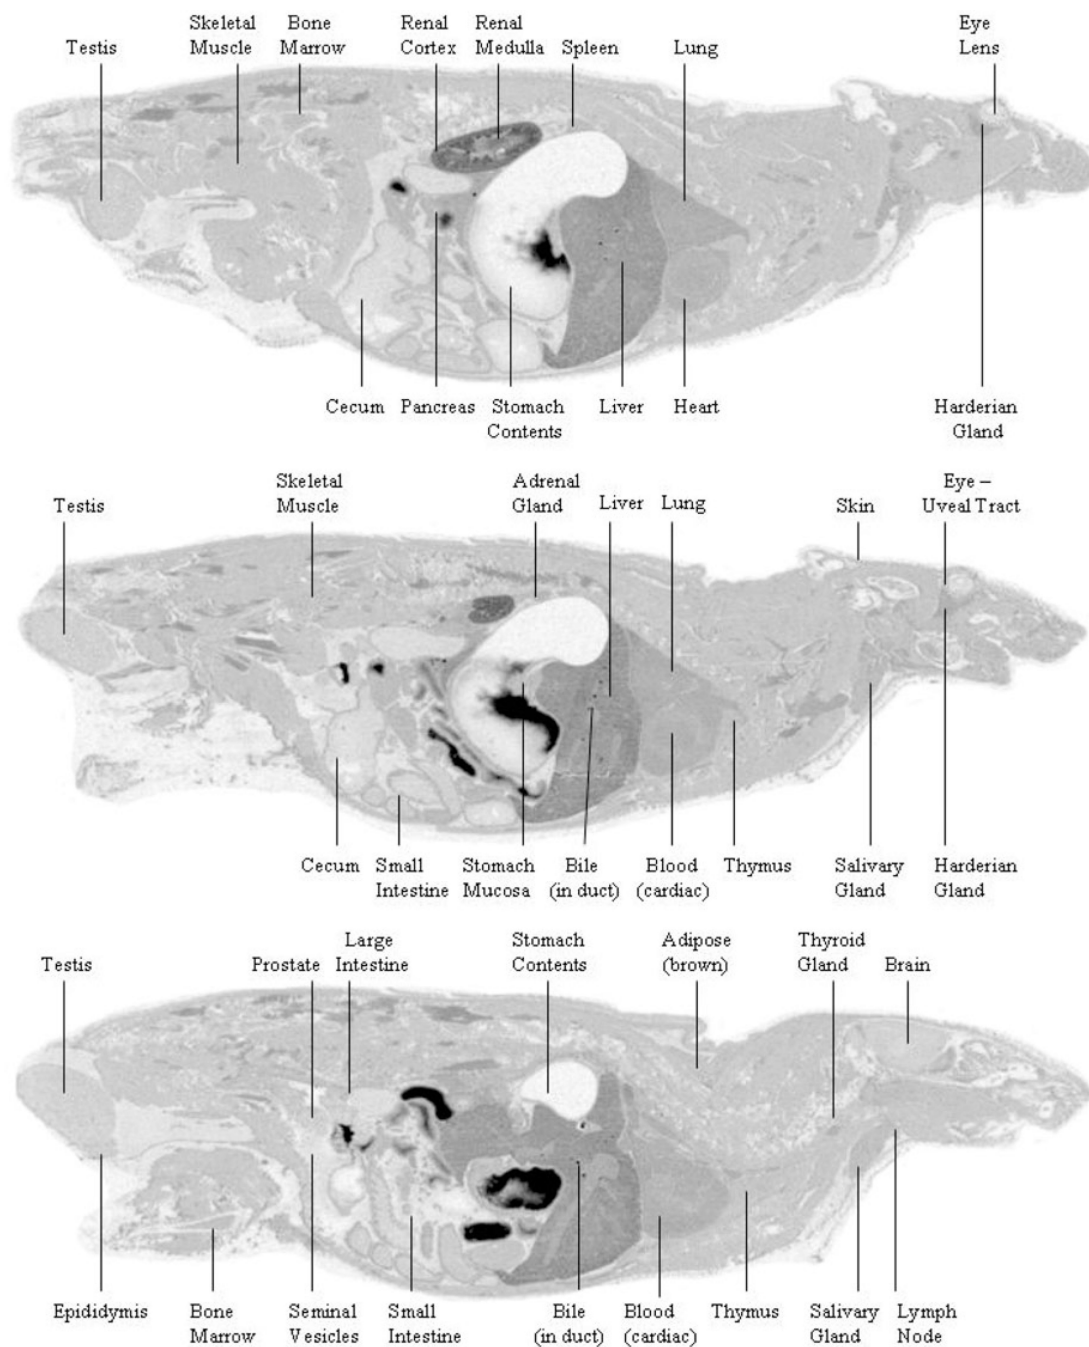 Testis
Skeletal
Muscle
Bone
Marrow
Renal
Cortex
Renal
Medulla
Spleen
Lung
Eye
Lens
Cecum
Pancreas
Stomach
Contents
Liver
Heart
Harderian
Gland
Testis
Skeletal
Muscle
Adrenal
Gland
Liver
Lung
Skin
Eye –
Uveal Tract
Cecum
Small
Intestine
Stomach
Mucosa
Bile
(in duct)
Blood
(cardiac)
Thymus
Salivary
Gland
Harderian
Gland
Testis
Prostate
Large
Intestine
Stomach
Contents
Adipose
(brown)
Thyroid
Gland
Brain
Epididymis
Bone
Marrow
Seminal
Vesicles
Small
Intestine
Bile
(in duct)
Blood
(cardiac)
Thymus
Salivary
Gland
Lymph
Node